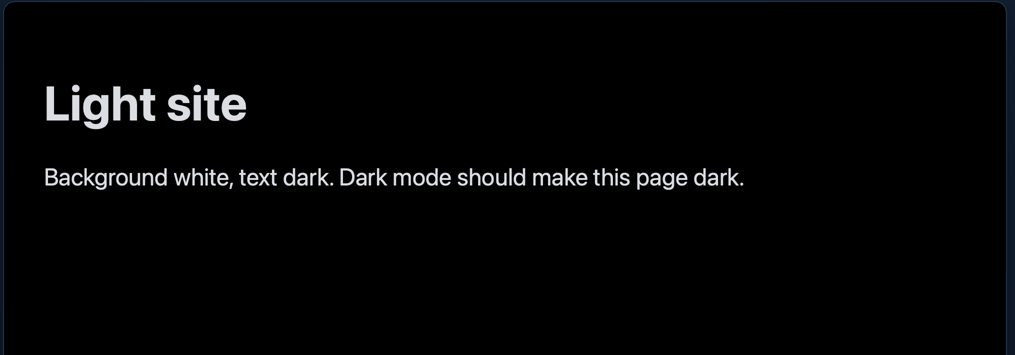 Light site
Background white, text dark. Dark mode should make this page dark.